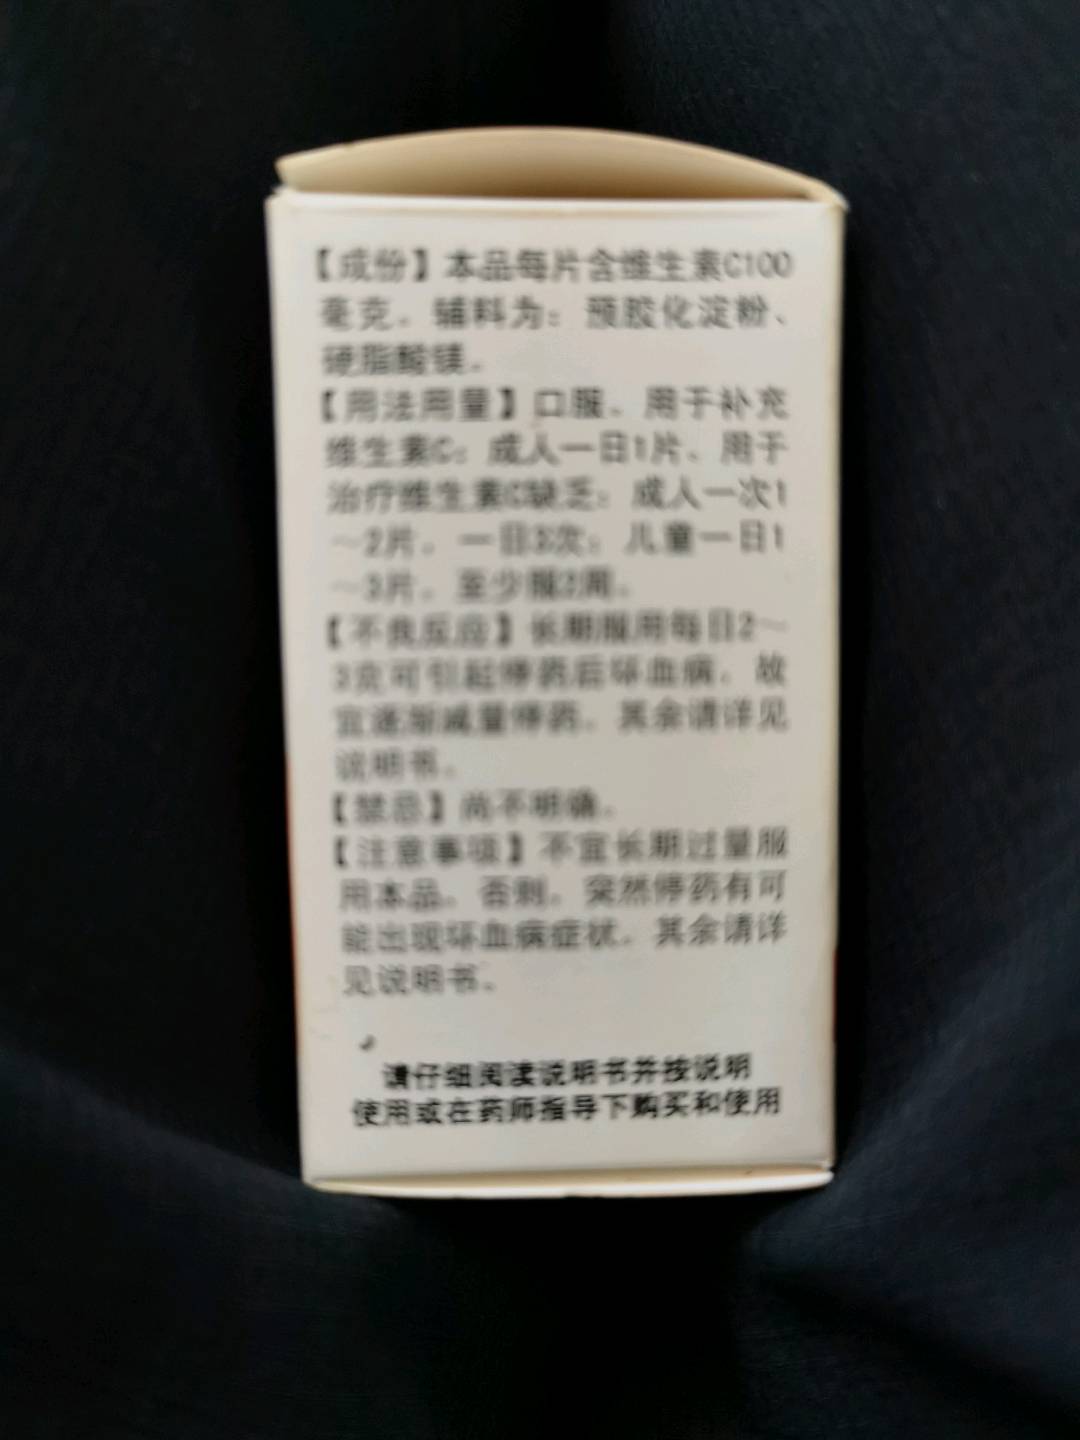 【成份】本品每片含维生素C100
毫克。辅料为：预胶化淀粉、
硬脂酸镁。
【用法用量】口服。用于补充
维生素C：成人一日1片。用于
治疗维生素C缺乏：成人一次1
～2片，一日3次；儿童一日1
～3片。至少服2周。
【不良反应】长期服用每日2～
3克可引起停药后坏血病，故
宜逐渐减量停药。其余请详见
说明书。
【禁忌】尚不明确。
【注意事项】不宜长期过量服
用本品，否则，突然停药有可
能出现坏血病症状。其余请详
见说明书。
请仔细阅读说明书并按说明
使用或在药师指导下购买和使用